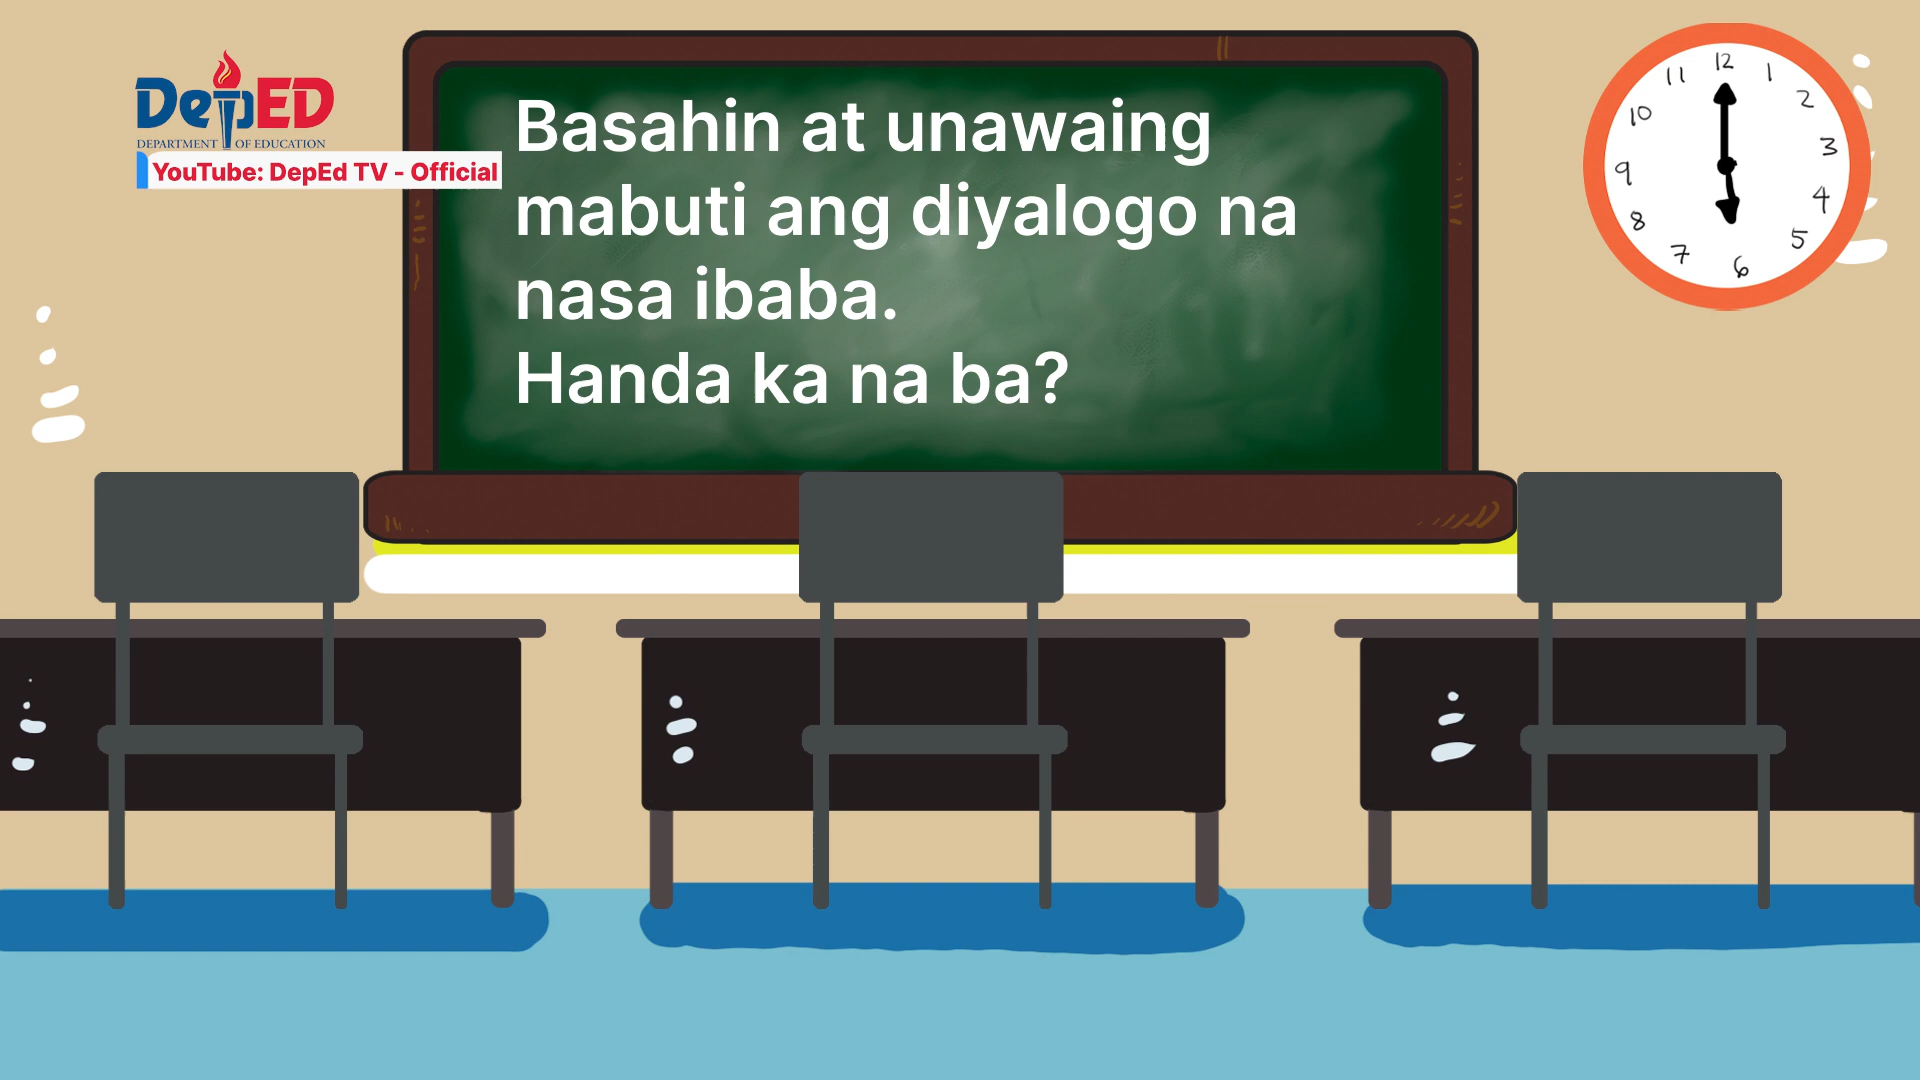 DepED
DEPARTMENT OF EDUCATION
YouTube: DepEd TV - Official
Basahin at unawaing
mabuti ang diyalogo na
nasa ibaba.
Handa ka na ba?
12
1
2
3
4
5
6
7
8
9
10
11